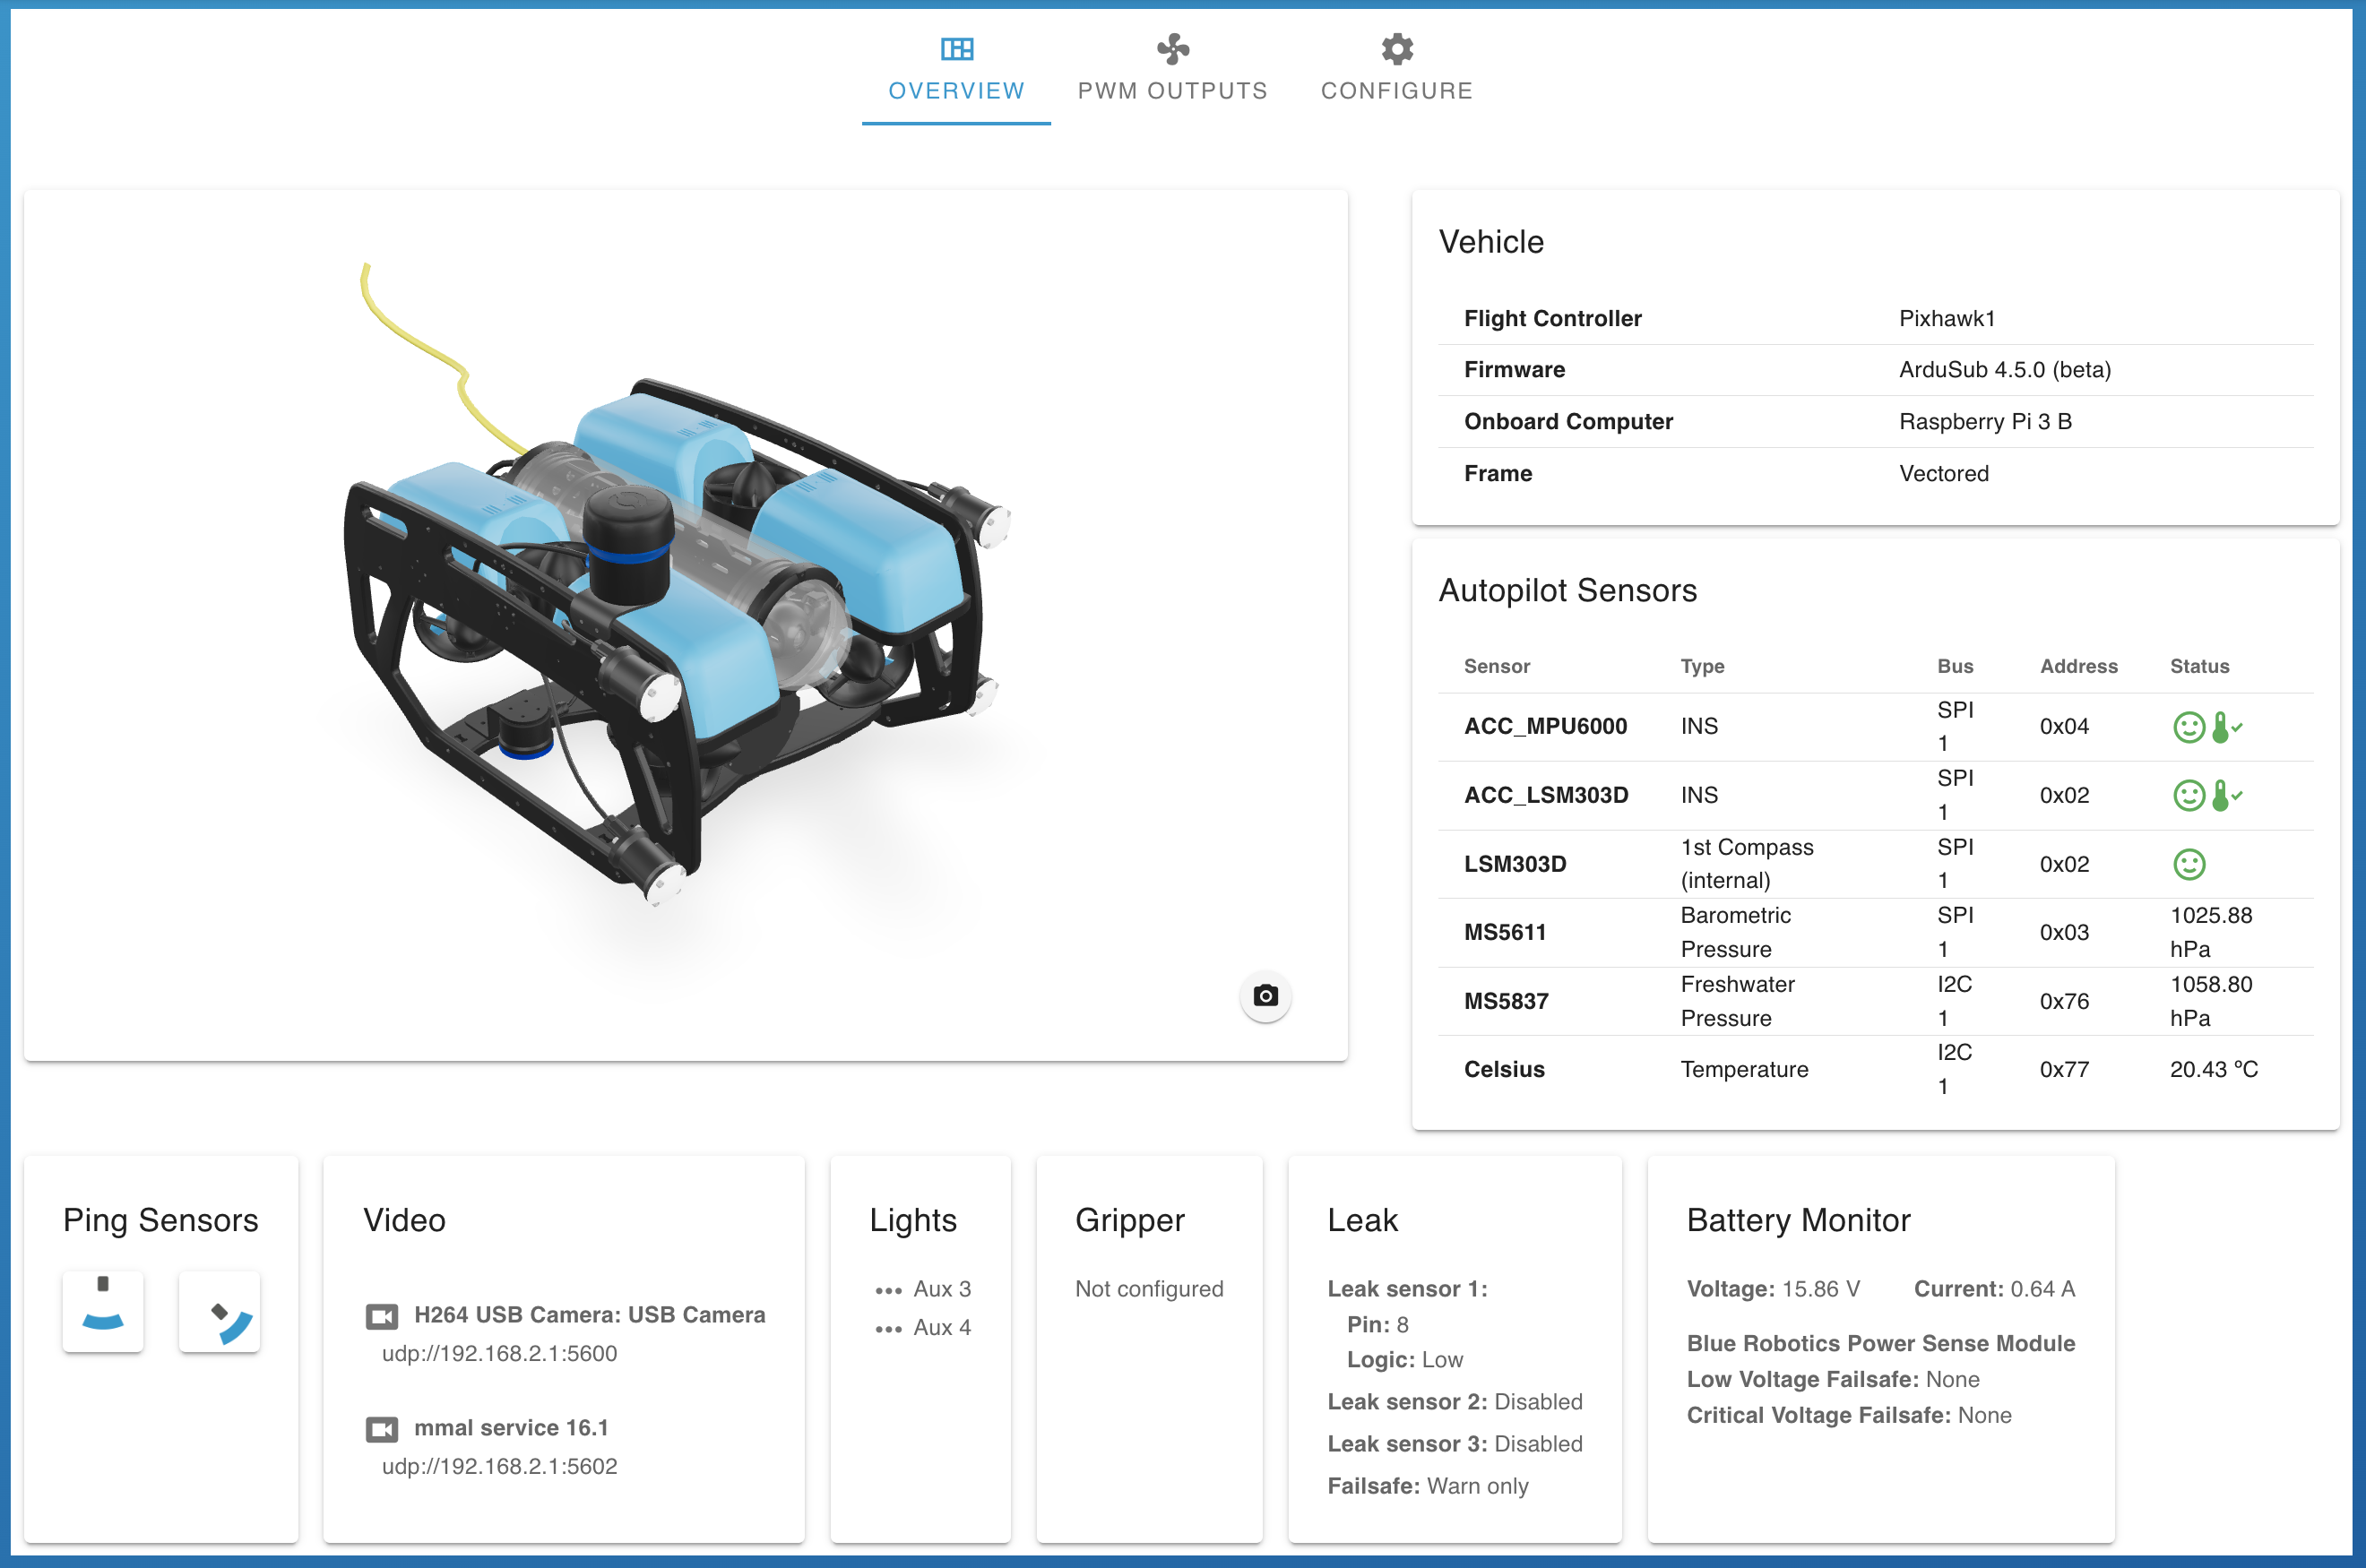 OVERVIEW
PWM OUTPUTS
CONFIGURE
Vehicle
Flight Controller Pixhawk1
Firmware ArduSub 4.5.0 (beta)
Onboard Computer Raspberry Pi 3 B
Frame Vectored
Autopilot Sensors
Sensor Type Bus Address Status
ACC_MPU6000 INS SPI 1 0x04
ACC_LSM303D INS SPI 1 0x02
LSM303D 1st Compass (internal) SPI 1 0x02
MS5611 Barometric Pressure SPI 1 0x03 1025.88 hPa
MS5837 Freshwater Pressure I2C 1 0x76 1058.80 hPa
Celsius Temperature I2C 1 0x77 20.43 ºC
Ping Sensors
Video
H264 USB Camera: USB Camera
udp://192.168.2.1:5600
mmal service 16.1
udp://192.168.2.1:5602
Lights
Aux 3
Aux 4
Gripper
Not configured
Leak
Leak sensor 1:
Pin: 8
Logic: Low
Leak sensor 2: Disabled
Leak sensor 3: Disabled
Failsafe: Warn only
Battery Monitor
Voltage: 15.86 V Current: 0.64 A
Blue Robotics Power Sense Module
Low Voltage Failsafe: None
Critical Voltage Failsafe: None